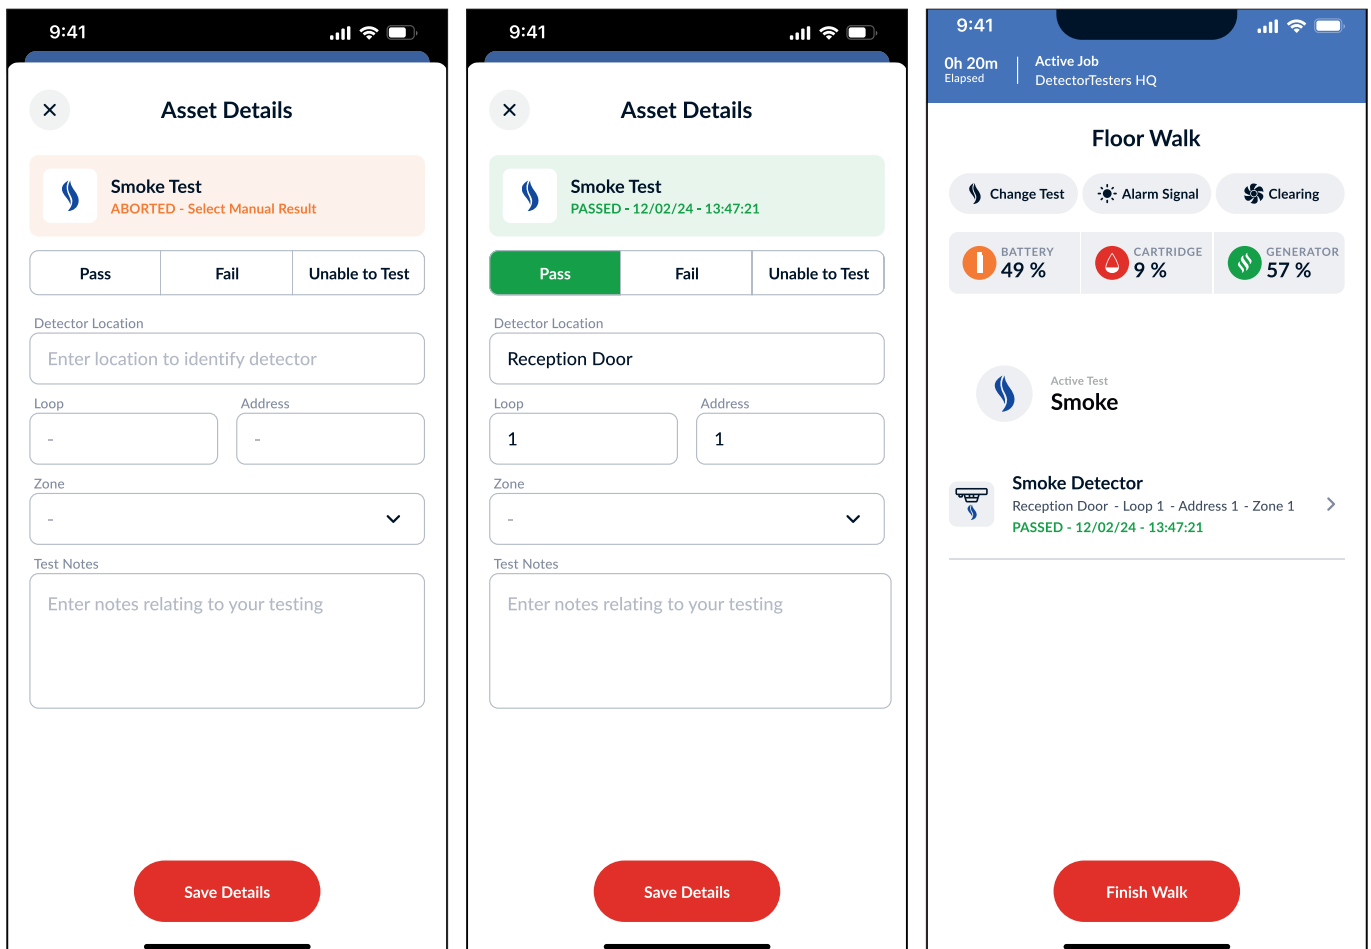 9:41
Asset Details
Smoke Test
ABORTED - Select Manual Result
Pass Fail Unable to Test
Detector Location
Enter location to identify detector
Loop Address
- -
Zone
-
Test Notes
Enter notes relating to your testing
Save Details
9:41
Asset Details
Smoke Test
PASSED - 12/02/24 - 13:47:21
Pass Fail Unable to Test
Detector Location
Reception Door
Loop Address
1 1
Zone
-
Test Notes
Enter notes relating to your testing
Save Details
9:41
0h 20m
Elapsed
Active Job
DetectorTesters HQ
Floor Walk
Change Test Alarm Signal Clearing
BATTERY CARTRIDGE GENERATOR
49 % 9 % 57 %
Active Test
Smoke
Smoke Detector
Reception Door - Loop 1 - Address 1 - Zone 1
PASSED - 12/02/24 - 13:47:21
Finish Walk